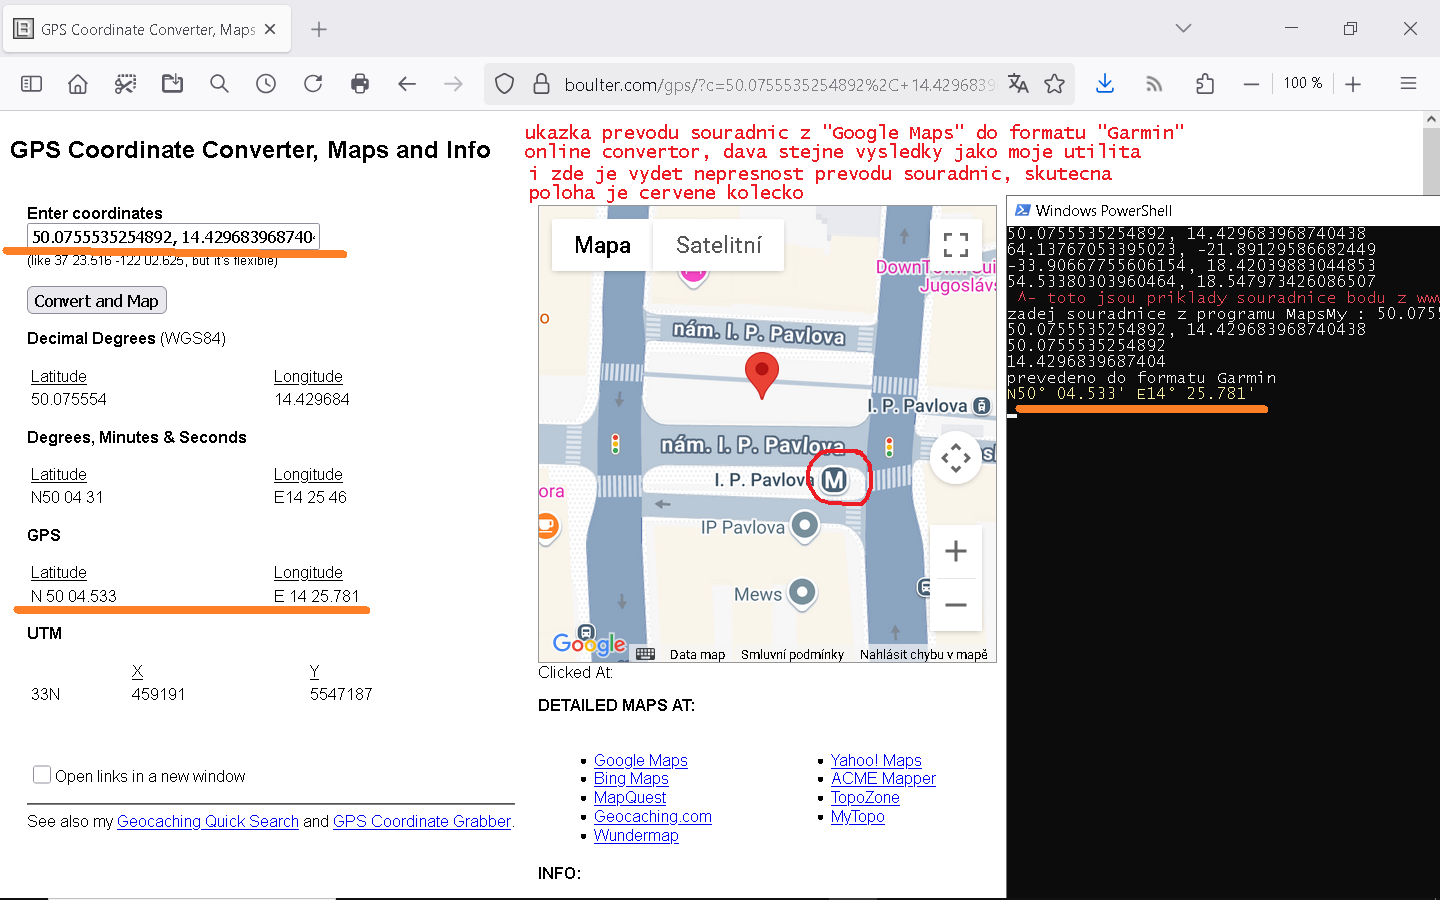 GPS Coordinate Converter, Maps
boulter.com/gps/?c=50.0755535254892%2C+14.4296839
100 %
GPS Coordinate Converter, Maps and Info
ukazka prevodu souradnic z "Google Maps" do formatu "Garmin"
online convertor, dava stejne vysledky jako moje utilita
i zde je vydet nepresnost prevodu souradnic, skutecna
poloha je cervene kolecko
Enter coordinates
50.0755535254892, 14.429683968740
(like 37 23.516 -122 02.625, but it's flexible)
Convert and Map
Decimal Degrees (WGS84)
Latitude Longitude
50.075554 14.429684
Degrees, Minutes & Seconds
Latitude Longitude
N50 04 31 E14 25 46
GPS
Latitude Longitude
N 50 04.533 E 14 25.781
UTM
X Y
33N 459191 5547187
Open links in a new window
See also my Geocaching Quick Search and GPS Coordinate Grabber.
Mapa Satelitní
DownTown Sui
Jugoslávs
o
nám. I. P. Pavlova
I. P. Pavlova
nám. I. P. Pavlova
I. P. Pavlova M
ora
IP Pavlova
Mews
Google
Data map Smluvní podmínky Nahlásit chybu v mapě
Clicked At:
DETAILED MAPS AT:
Google Maps
Bing Maps
MapQuest
Geocaching.com
Wundermap
Yahoo! Maps
ACME Mapper
TopoZone
MyTopo
INFO:
Windows PowerShell
50.0755535254892, 14.429683968740438
64.13767053395023, -21.89129586682449
-33.90667755606154, 18.42039883044853
54.53380303960464, 18.547973426086507
^- toto jsou priklady souradnice bodu z www
zadej souradnice z programu MapsMy : 50.0755
50.0755535254892, 14.429683968740438
50.0755535254892
14.4296839687404
prevedeno do formatu Garmin
N50° 04.533' E14° 25.781'